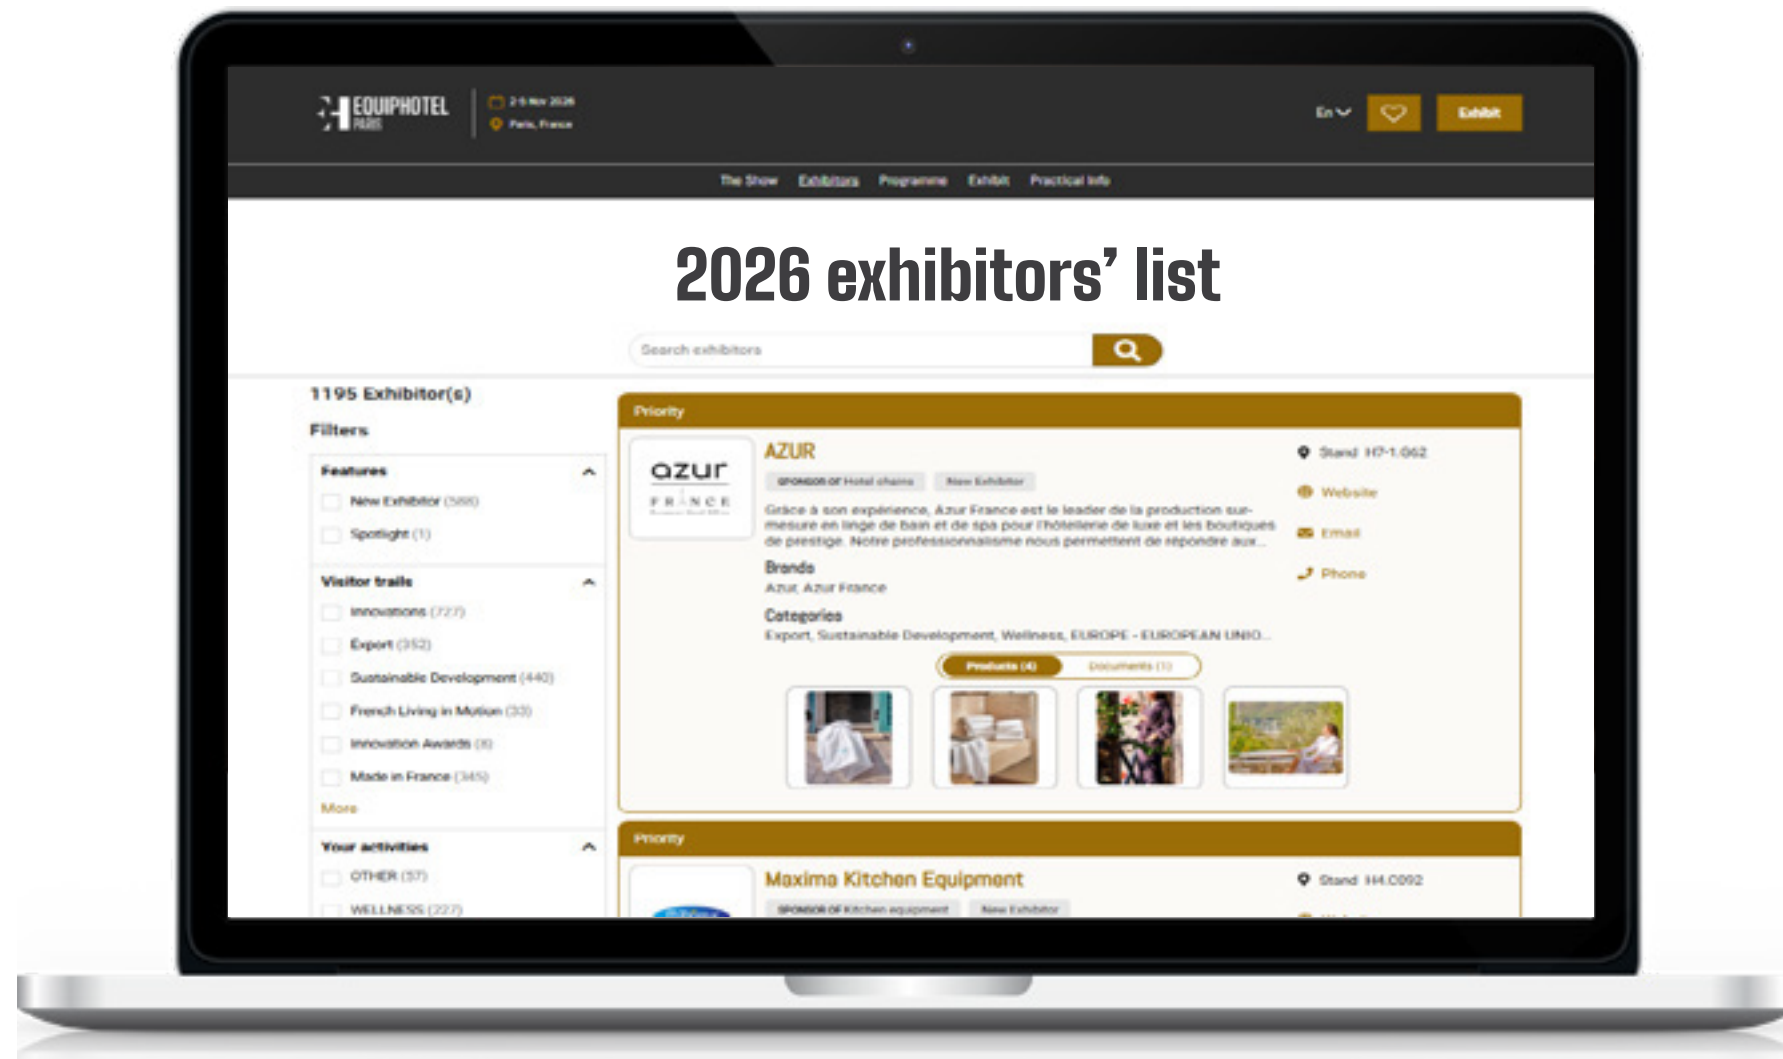 EQUIPHOTEL
PARIS
2-5 Nov 2026
Paris, France
En
Exhibit
The Show Exhibitors Programme Exhibit Practical Info
2026 exhibitors’ list
Search exhibitors
1195 Exhibitor(s)
Filters
Features
New Exhibitor (588)
Spotlight (1)
Visitor trails
Innovations (727)
Export (352)
Sustainable Development (440)
French Living in Motion (33)
Innovation Awards (8)
Made in France (345)
More
Your activities
OTHER (57)
WELLNESS (227)
Priority
azur
FRANCE
AZUR
SPONSOR OF Hotel chains New Exhibitor
Grâce à son expérience, Azur France est le leader de la production sur-
mesure en linge de bain et de spa pour l'hôtellerie de luxe et les boutiques
de prestige. Notre professionnalisme nous permettent de répondre aux...
Brands
Azur, Azur France
Categories
Export, Sustainable Development, Wellness, EUROPE - EUROPEAN UNIO...
Stand H7-1.G62
Website
Email
Phone
Products (4) Documents (1)
Priority
Maxima Kitchen Equipment
SPONSOR OF Kitchen equipment New Exhibitor
Stand H4.C092